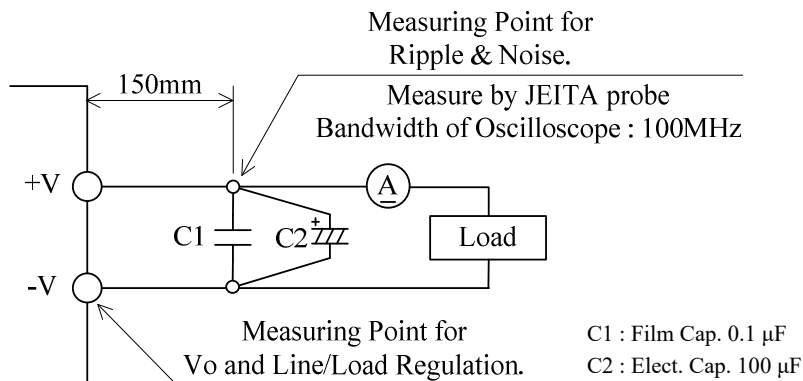 Measuring Point for
Ripple & Noise.
150mm
Measure by JEITA probe
Bandwidth of Oscilloscope : 100MHz
+V
A
C1
+
C2
Load
-V
Measuring Point for
Vo and Line/Load Regulation.
C1 : Film Cap. 0.1 μF
C2 : Elect. Cap. 100 μF